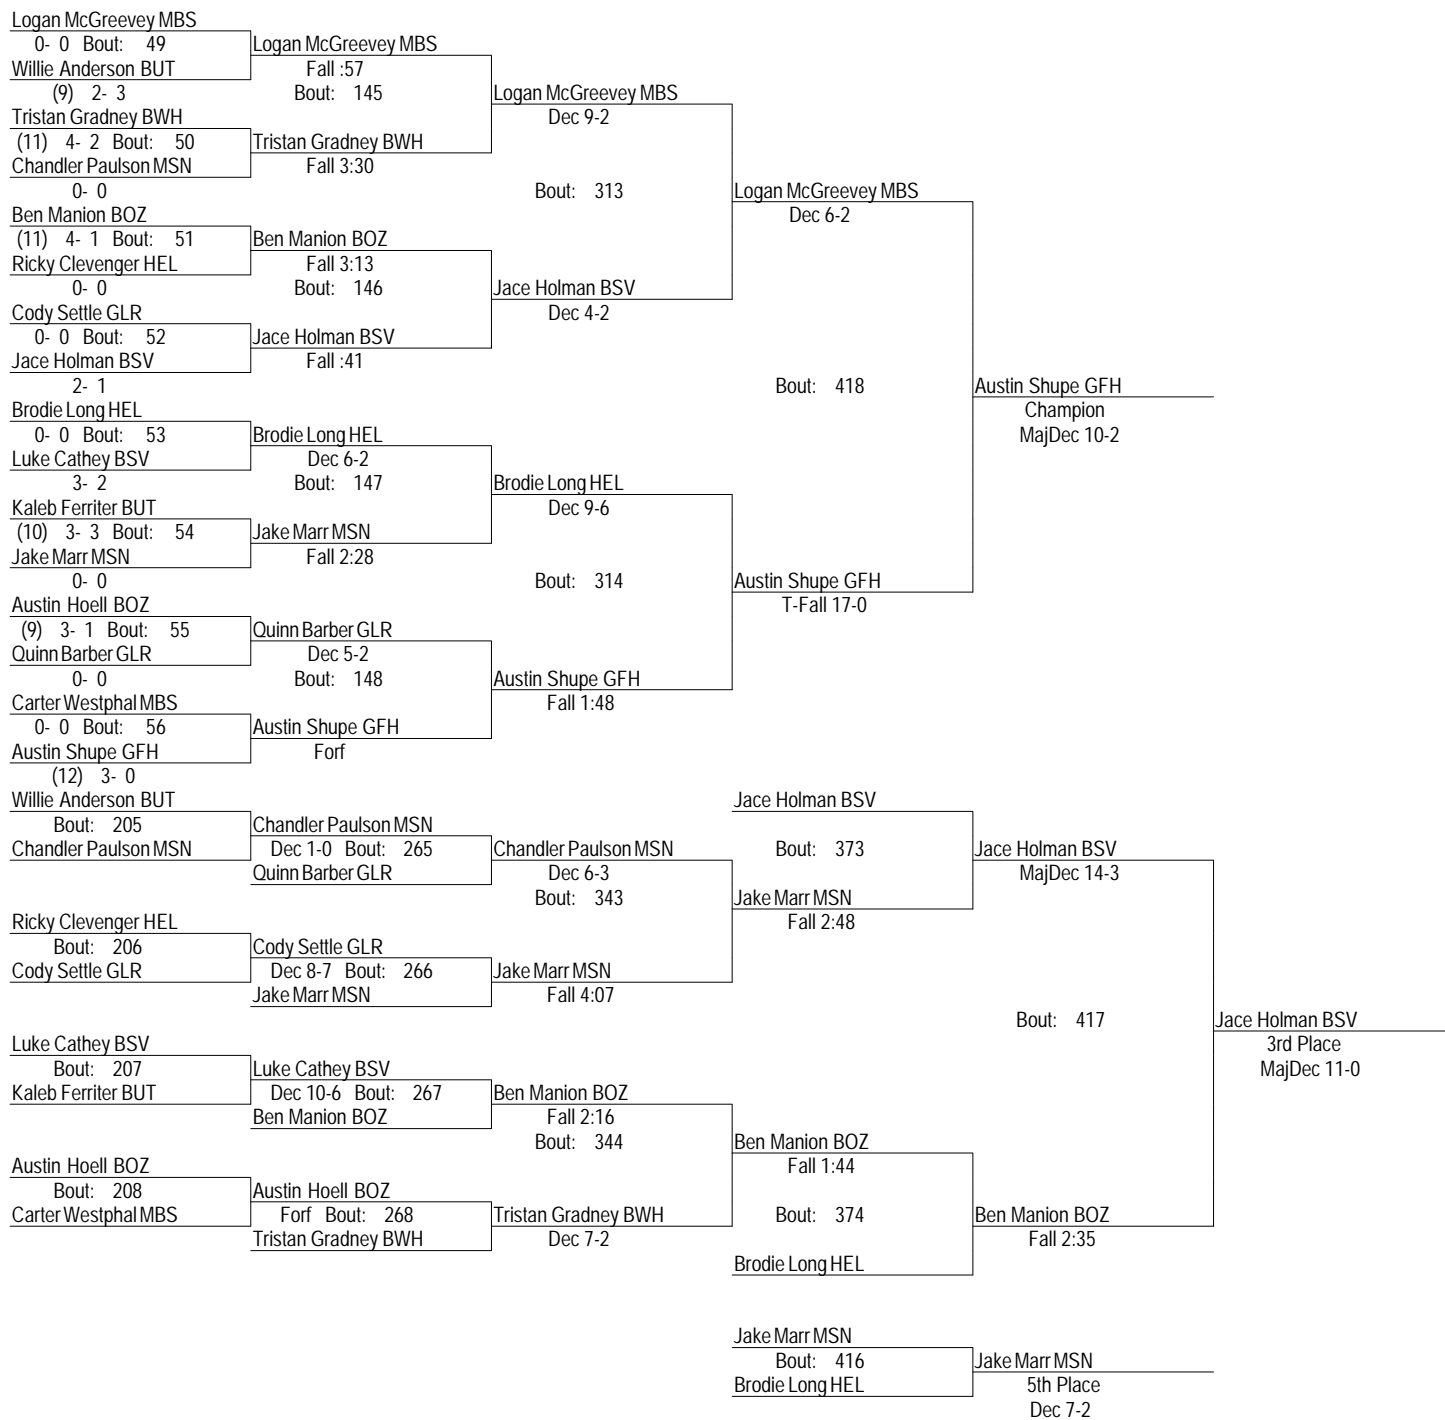 Logan McGreevey MBS
0- 0 Bout: 49
Logan McGreevey MBS
Willie Anderson BUT
Fall :57
(9) 2- 3
Bout: 145
Logan McGreevey MBS
Tristan Gradney BWH
Dec 9-2
(11) 4- 2 Bout: 50
Tristan Gradney BWH
Chandler Paulson MSN
Fall 3:30
0- 0
Bout: 313
Logan McGreevey MBS
Ben Manion BOZ
Dec 6-2
(11) 4- 1 Bout: 51
Ben Manion BOZ
Ricky Clevenger HEL
Fall 3:13
0- 0
Bout: 146
Jace Holman BSV
Cody Settle GLR
Dec 4-2
0- 0 Bout: 52
Jace Holman BSV
Jace Holman BSV
Fall :41
2- 1
Bout: 418
Austin Shupe GFH
Brodie Long HEL
Champion
0- 0 Bout: 53
Brodie Long HEL
MajDec 10-2
Luke Cathey BSV
Dec 6-2
3- 2
Bout: 147
Brodie Long HEL
Kaleb Ferriter BUT
Dec 9-6
(10) 3- 3 Bout: 54
Jake Marr MSN
Jake Marr MSN
Fall 2:28
0- 0
Bout: 314
Austin Shupe GFH
Austin Hoell BOZ
T-Fall 17-0
(9) 3- 1 Bout: 55
Quinn Barber GLR
Quinn Barber GLR
Dec 5-2
0- 0
Bout: 148
Austin Shupe GFH
Carter Westphal MBS
Fall 1:48
0- 0 Bout: 56
Austin Shupe GFH
Austin Shupe GFH
Forf
(12) 3- 0
Willie Anderson BUT
Jace Holman BSV
Bout: 205
Chandler Paulson MSN
Chandler Paulson MSN
Dec 1-0 Bout: 265
Chandler Paulson MSN
Bout: 373
Jace Holman BSV
Quinn Barber GLR
Dec 6-3
MajDec 14-3
Bout: 343
Jake Marr MSN
Ricky Clevenger HEL
Fall 2:48
Bout: 206
Cody Settle GLR
Cody Settle GLR
Dec 8-7 Bout: 266
Jake Marr MSN
Jake Marr MSN
Fall 4:07
Bout: 417
Jace Holman BSV
Luke Cathey BSV
3rd Place
Bout: 207
Luke Cathey BSV
MajDec 11-0
Kaleb Ferriter BUT
Dec 10-6 Bout: 267
Ben Manion BOZ
Ben Manion BOZ
Fall 2:16
Bout: 344
Ben Manion BOZ
Austin Hoell BOZ
Fall 1:44
Bout: 208
Austin Hoell BOZ
Carter Westphal MBS
Forf Bout: 268
Tristan Gradney BWH
Bout: 374
Ben Manion BOZ
Tristan Gradney BWH
Dec 7-2
Fall 2:35
Brodie Long HEL
Jake Marr MSN
Bout: 416
Jake Marr MSN
Brodie Long HEL
5th Place
Dec 7-2